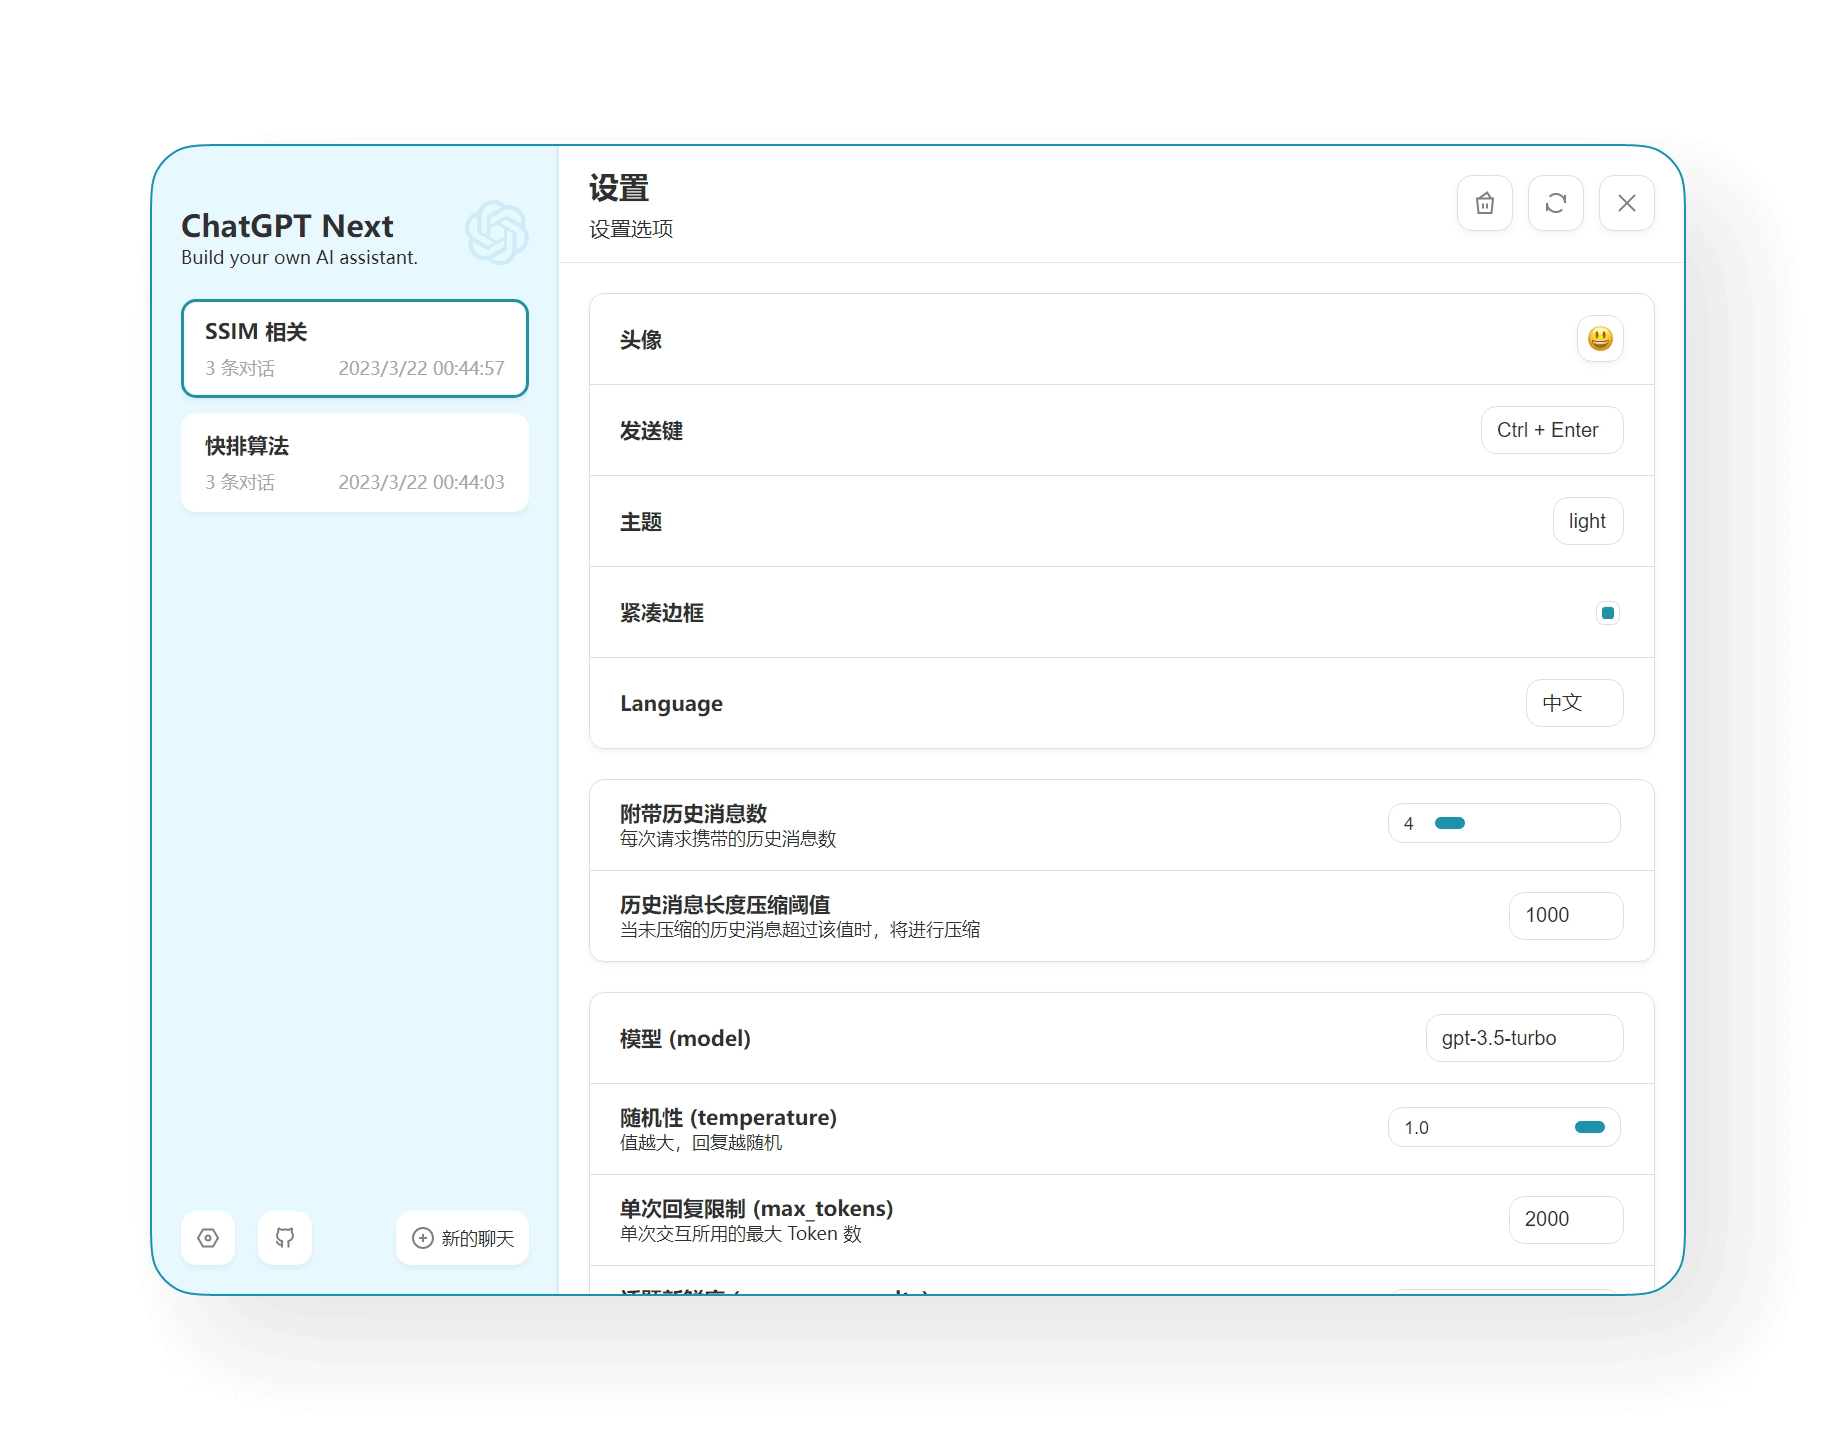 ChatGPT Next
Build your own AI assistant.
SSIM 相关
3 条对话 2023/3/22 00:44:57
快排算法
3 条对话 2023/3/22 00:44:03
新的聊天
设置
设置选项
头像
发送键 Ctrl + Enter
主题 light
紧凑边框
Language 中文
附带历史消息数
每次请求携带的历史消息数
4
历史消息长度压缩阈值
当未压缩的历史消息超过该值时，将进行压缩
1000
模型 (model) gpt-3.5-turbo
随机性 (temperature)
值越大，回复越随机
1.0
单次回复限制 (max_tokens)
单次交互所用的最大 Token 数
2000